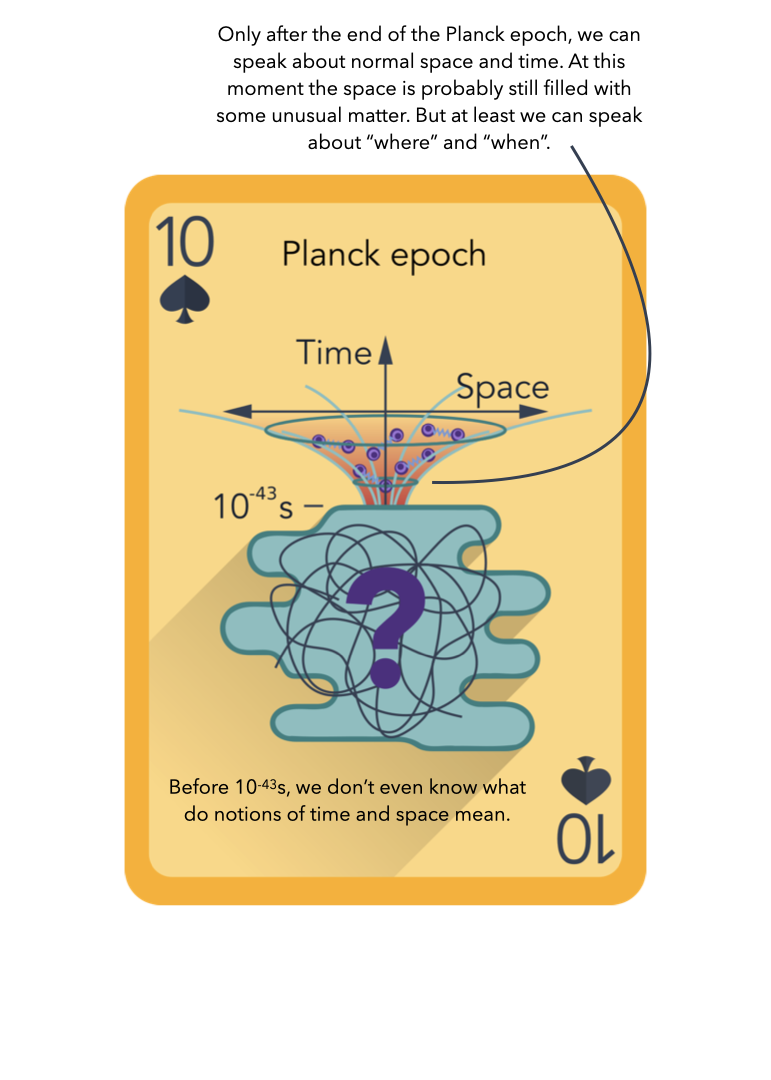 Only after the end of the Planck epoch, we can
speak about normal space and time. At this
moment the space is probably still filled with
some unusual matter. But at least we can speak
about “where” and “when”.
10
Planck epoch
Time
Space
10⁻⁴³s
?
Before 10⁻⁴³s, we don’t even know what
do notions of time and space mean.
10